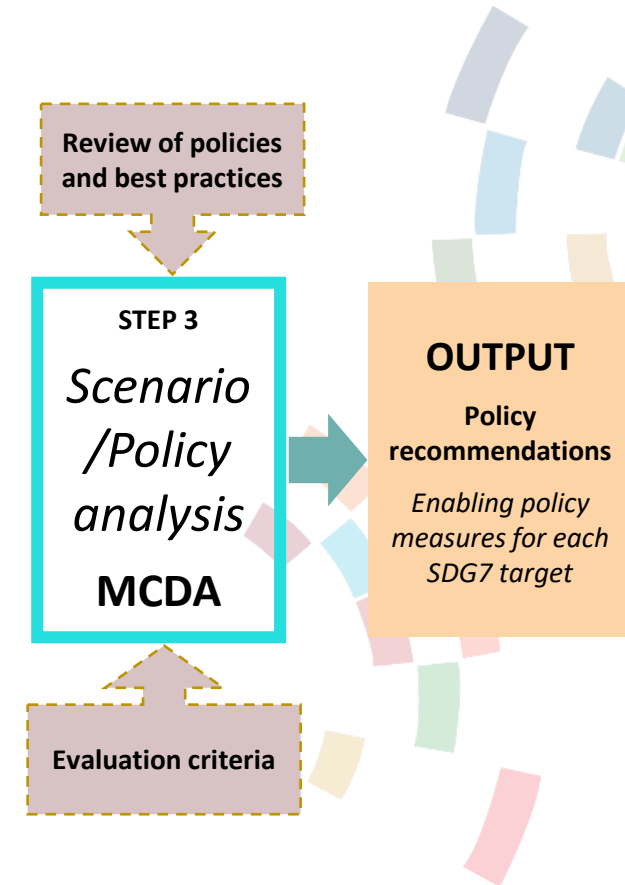 Review of policies
and best practices
STEP 3
Scenario
/Policy
analysis
MCDA
OUTPUT
Policy
recommendations
Enabling policy
measures for each
SDG7 target
Evaluation criteria